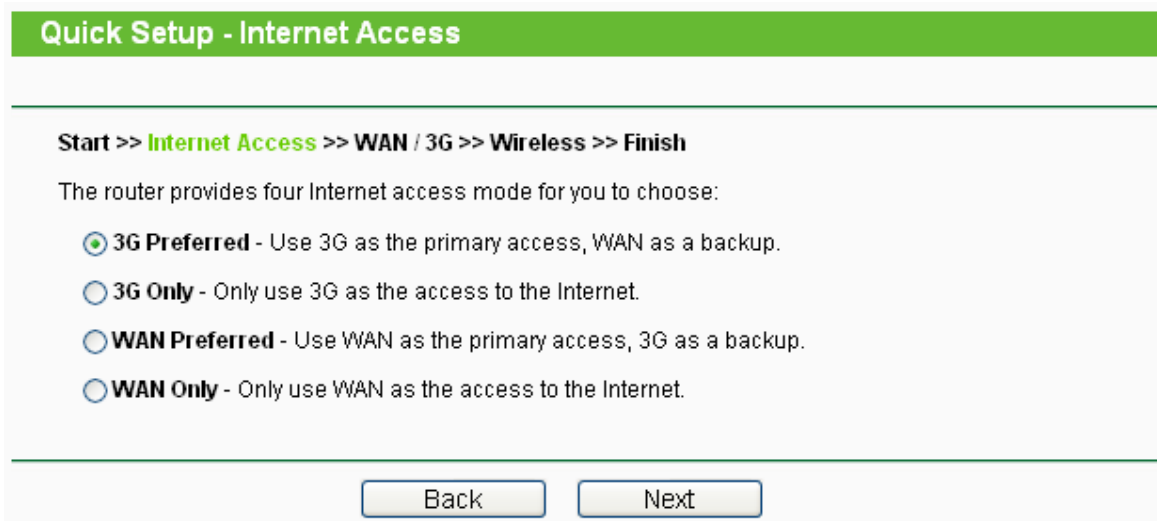 Quick Setup - Internet Access
Start >> Internet Access >> WAN / 3G >> Wireless >> Finish
The router provides four Internet access mode for you to choose:
3G Preferred - Use 3G as the primary access, WAN as a backup.
3G Only - Only use 3G as the access to the Internet.
WAN Preferred - Use WAN as the primary access, 3G as a backup.
WAN Only - Only use WAN as the access to the Internet.
Back Next